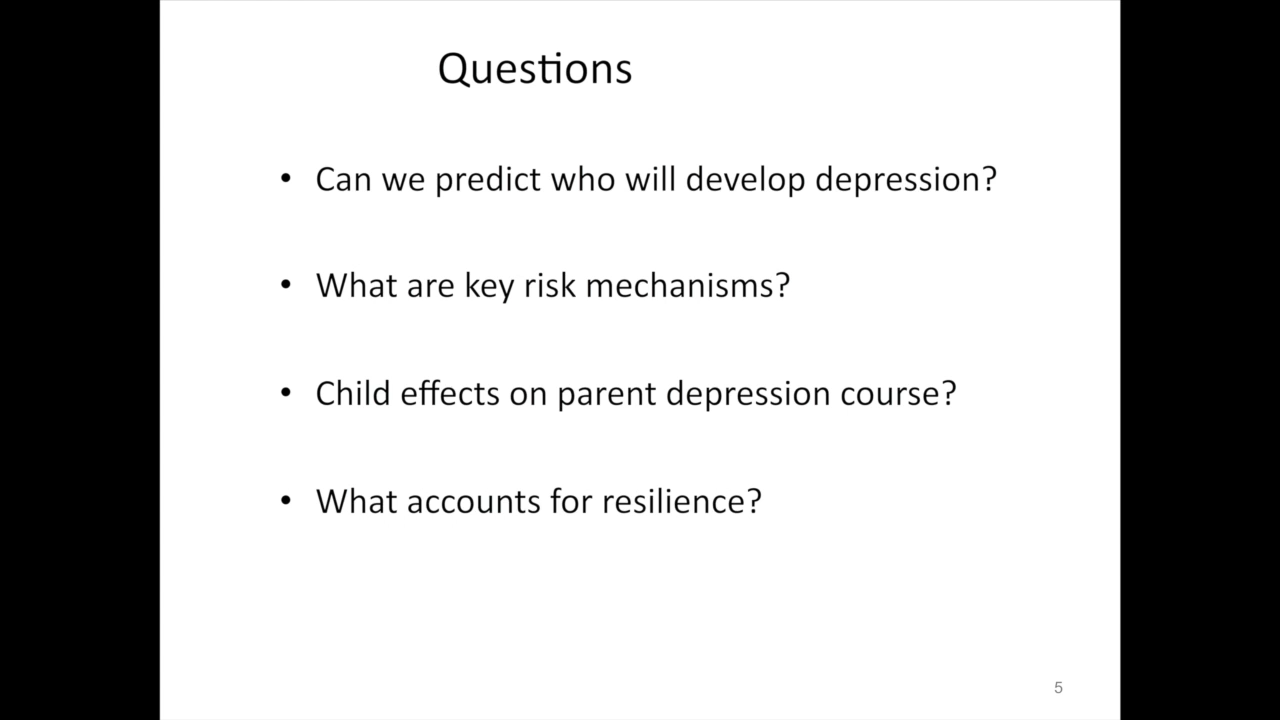 Questions
• Can we predict who will develop depression?
• What are key risk mechanisms?
• Child effects on parent depression course?
• What accounts for resilience?
5